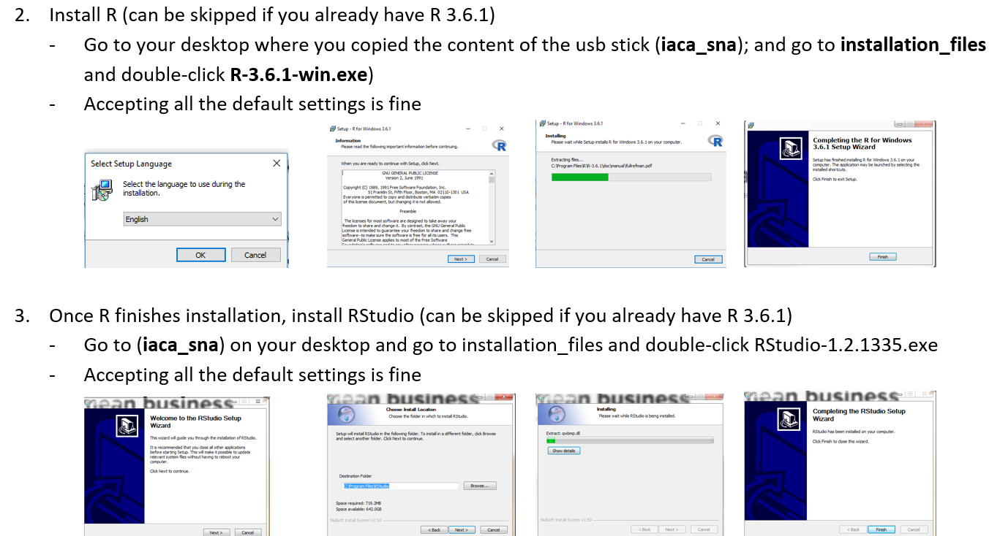 2. Install R (can be skipped if you already have R 3.6.1)
- Go to your desktop where you copied the content of the usb stick (iaca_sna); and go to installation_files
and double-click R-3.6.1-win.exe)
- Accepting all the default settings is fine
Select Setup Language
Select the language to use during the
installation.
English
OK Cancel
Setup - R for Windows 3.6.1
Information
Please read the following important information before continuing.
When you are ready to continue with Setup, click Next.
GNU GENERAL PUBLIC LICENSE
Version 2, June 1991
Copyright (C) 1989, 1991 Free Software Foundation, Inc.
51 Franklin St, Fifth Floor, Boston, MA 02110-1301 USA
Everyone is permitted to copy and distribute verbatim copies
of this license document, but changing it is not allowed.
Preamble
The licenses for most software are designed to take away your
freedom to share and change it. By contrast, the GNU General Public
License is intended to guarantee your freedom to share and change free
software--to make sure the software is free for all its users. This
General Public License applies to most of the Free Software
Next > Cancel
Setup - R for Windows 3.6.1
Installing
Please wait while Setup installs R for Windows 3.6.1 on your computer.
Extracting files...
C:\Program Files\R\R-3.6.1\doc\manual\fullrefman.pdf
Cancel
Completing the R for Windows
3.6.1 Setup Wizard
Setup has finished installing R for Windows 3.6.1 on your
computer. The application may be launched by selecting the
installed shortcuts.
Click Finish to exit Setup.
Finish
3. Once R finishes installation, install RStudio (can be skipped if you already have R 3.6.1)
- Go to (iaca_sna) on your desktop and go to installation_files and double-click RStudio-1.2.1335.exe
- Accepting all the default settings is fine
mean business
Welcome to the RStudio Setup
Wizard
This wizard will guide you through the installation of RStudio.
It is recommended that you close all other applications
before starting Setup. This will make it possible to update
relevant system files without having to reboot your
computer.
Click Next to continue.
Next > Cancel
business
Choose Install Location
Choose the folder in which to install RStudio.
Setup will install RStudio in the following folder. To install in a different folder, click Browse
and select another folder. Click Next to continue.
Destination Folder
C:\Program Files\RStudio Browse...
Space required: 719.2MB
Space available: 642.0GB
Nullsoft Install System v2.50
< Back Next > Cancel
mean business
Installing
Please wait while RStudio is being installed.
Extract: qwbmp.dll
Show details
Nullsoft Install System v2.50
< Back Next > Cancel
mean business
Completing the RStudio Setup
Wizard
RStudio has been installed on your computer.
Click Finish to close this wizard.
< Back Finish Cancel